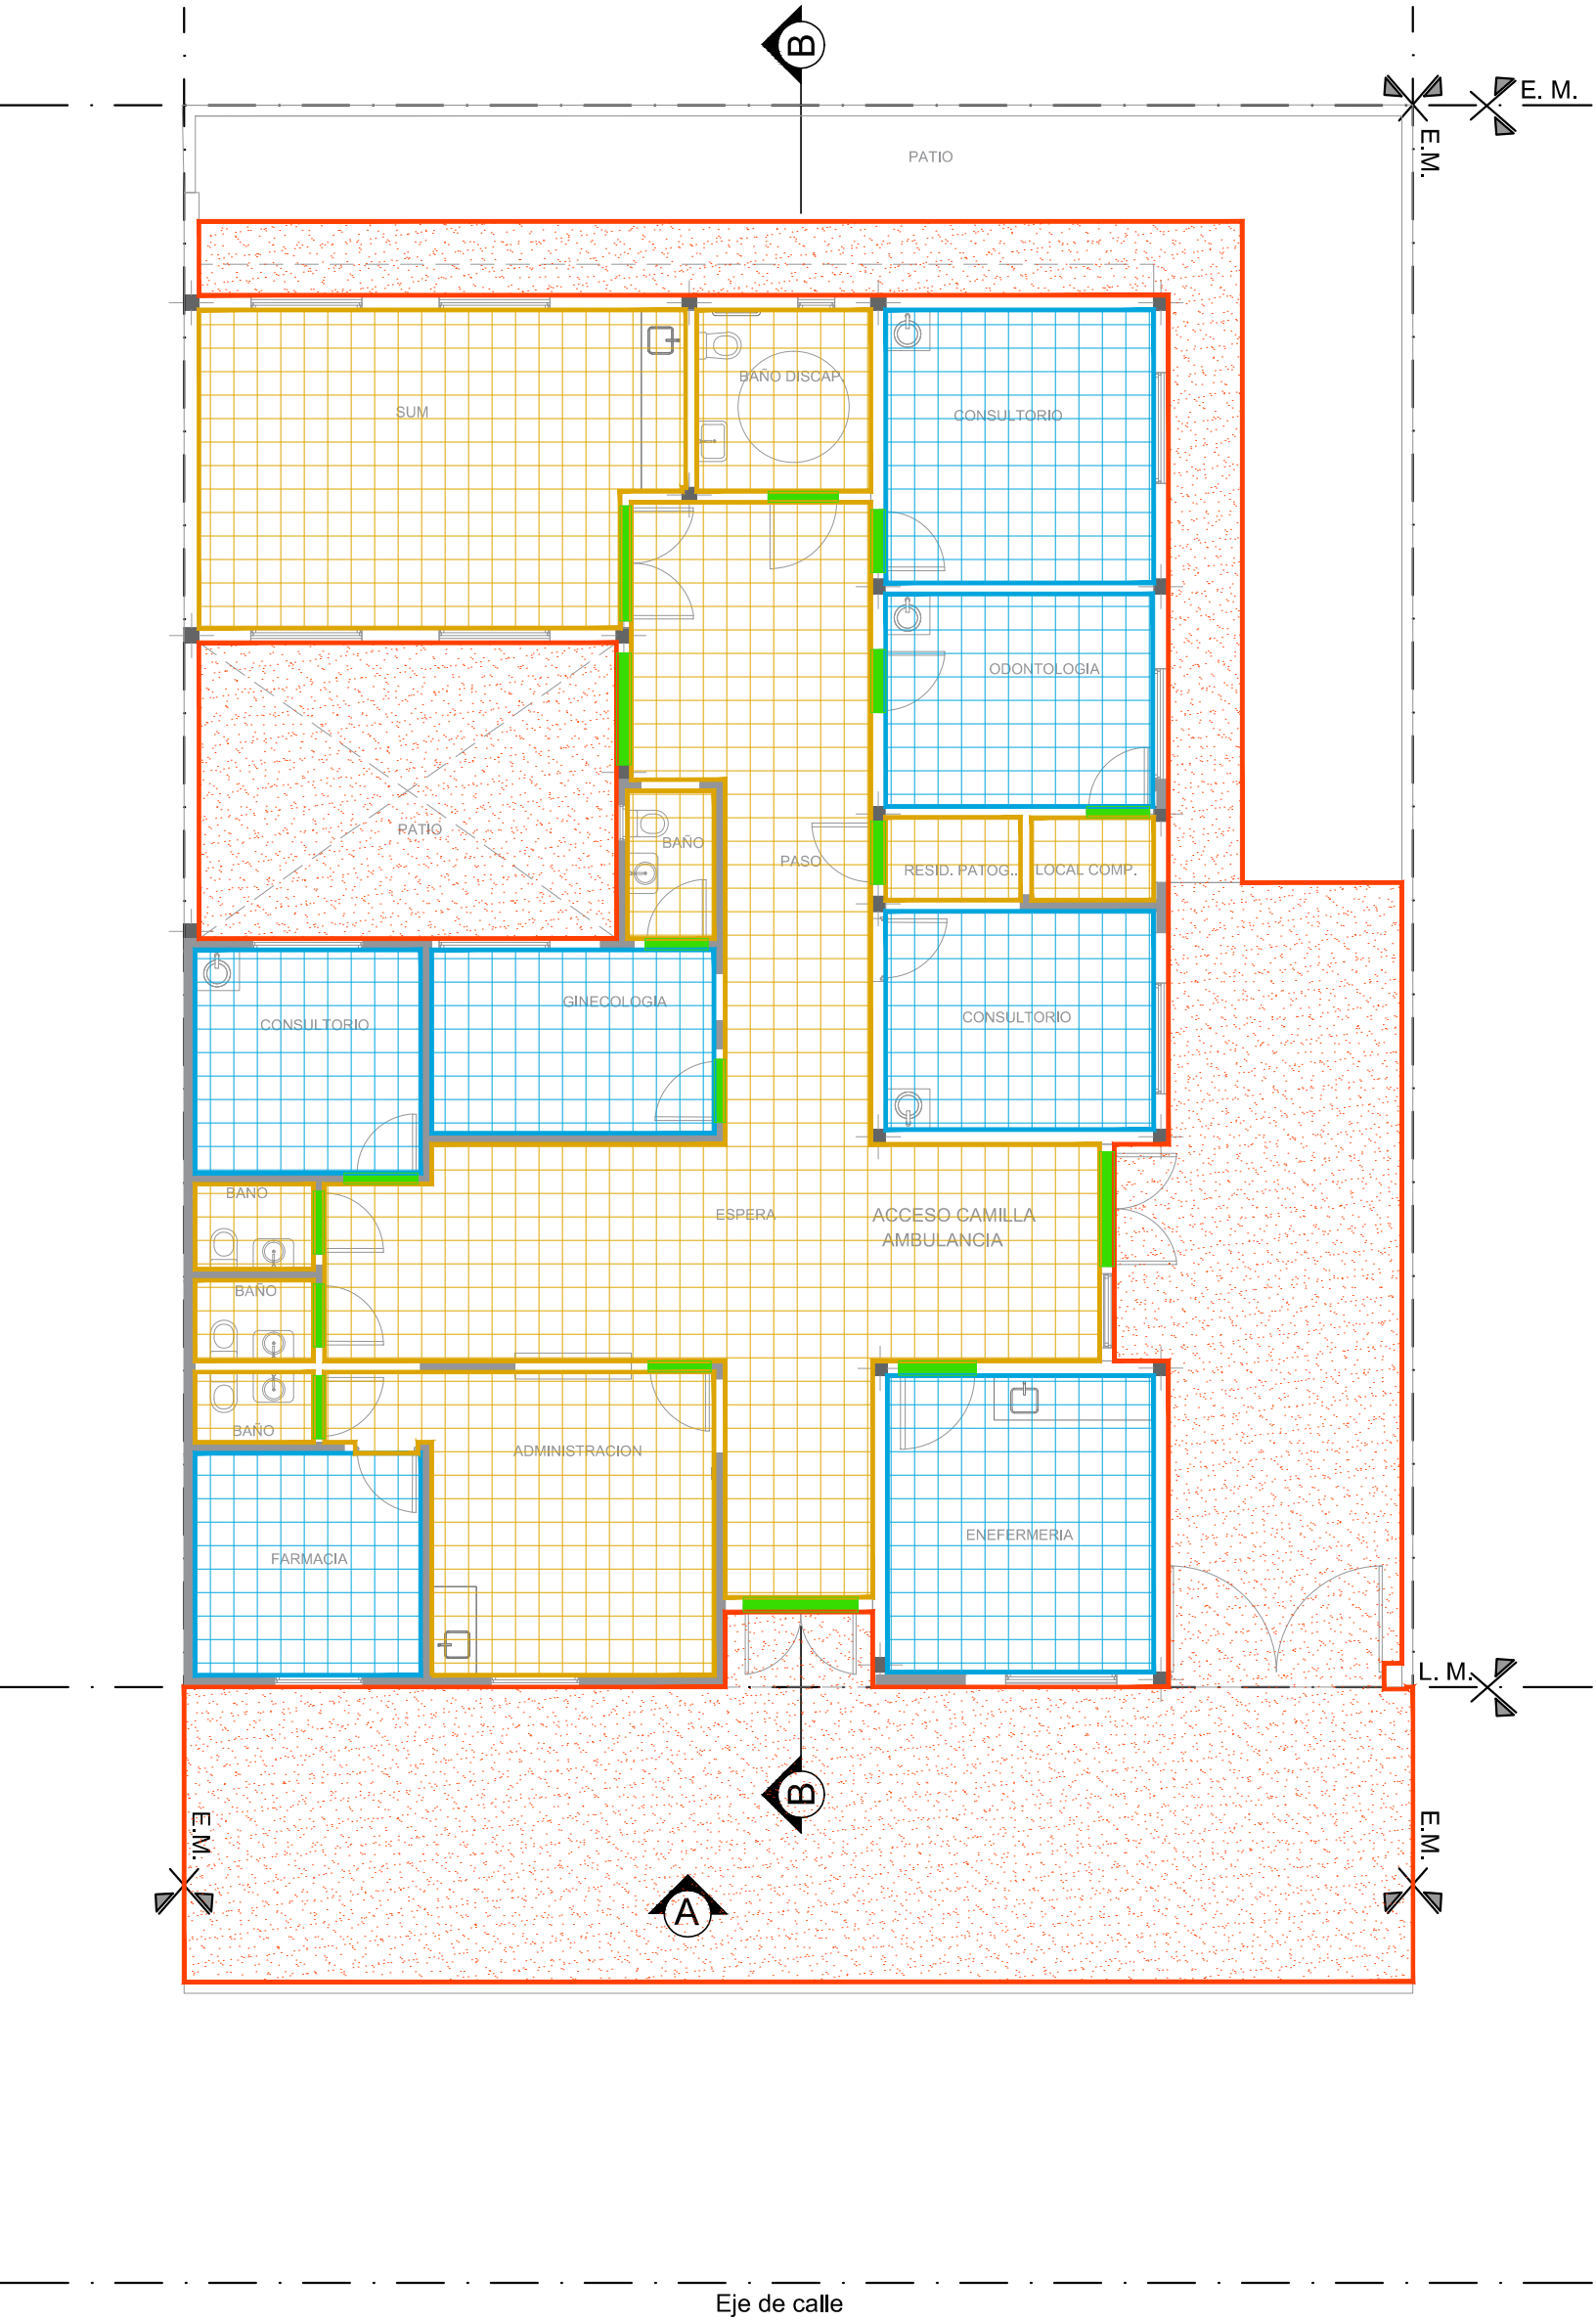 B
E. M.
E.M.
PATIO
BAÑO DISCAP.
SUM
CONSULTORIO
ODONTOLOGIA
PATIO
BAÑO
PASO
RESID. PATOG..
LOCAL COMP.
GINECOLOGIA
CONSULTORIO
CONSULTORIO
BAÑO
ESPERA
ACCESO CAMILLA
AMBULANCIA
BAÑO
BAÑO
ADMINISTRACION
ENEFERMERIA
FARMACIA
L. M.
B
E.M.
E.M.
A
Eje de calle